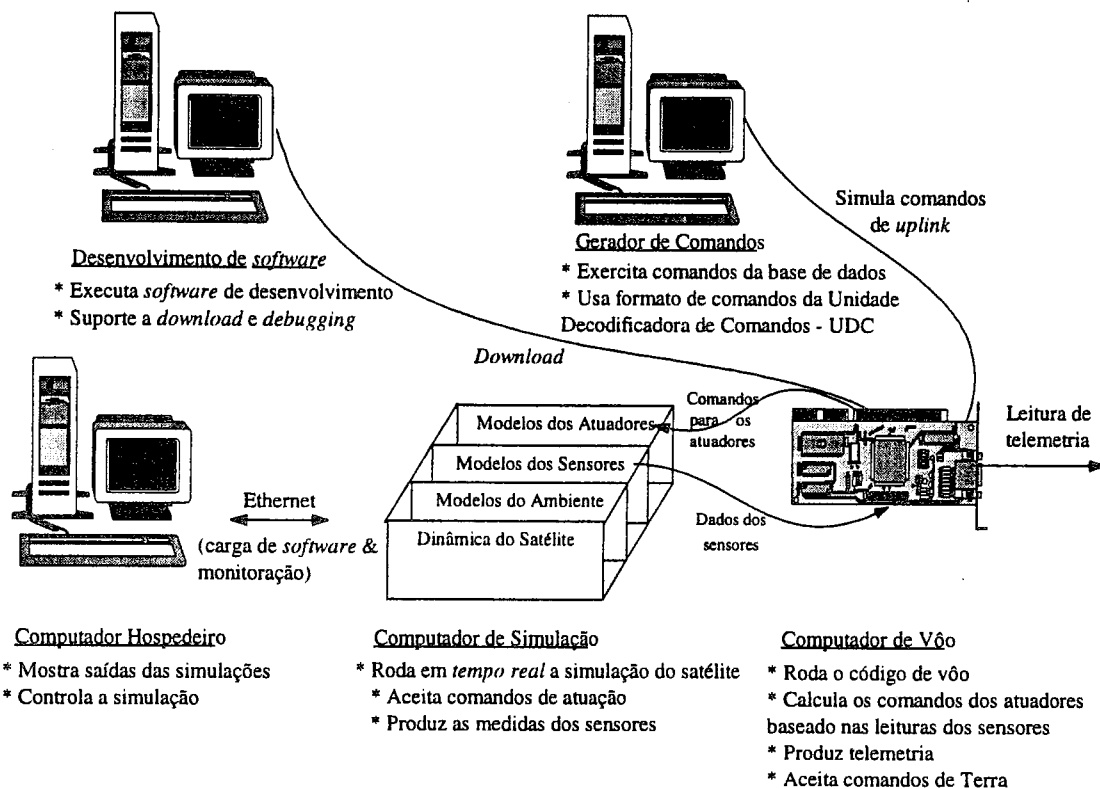 Simula comandos
de uplink
Desenvolvimento de software
* Executa software de desenvolvimento
* Suporte a download e debugging
Gerador de Comandos
* Exercita comandos da base de dados
* Usa formato de comandos da Unidade
Decodificadora de Comandos - UDC
Download
Comandos
para os
atuadores
Leitura de
telemetria
Modelos dos Atuadores
Modelos dos Sensores
Modelos do Ambiente
Dinâmica do Satélite
Dados dos
sensores
Ethernet
(carga de software &
monitoração)
Computador Hospedeiro
* Mostra saídas das simulações
* Controla a simulação
Computador de Simulação
* Roda em tempo real a simulação do satélite
* Aceita comandos de atuação
* Produz as medidas dos sensores
Computador de Vôo
* Roda o código de vôo
* Calcula os comandos dos atuadores
baseado nas leituras dos sensores
* Produz telemetria
* Aceita comandos de Terra